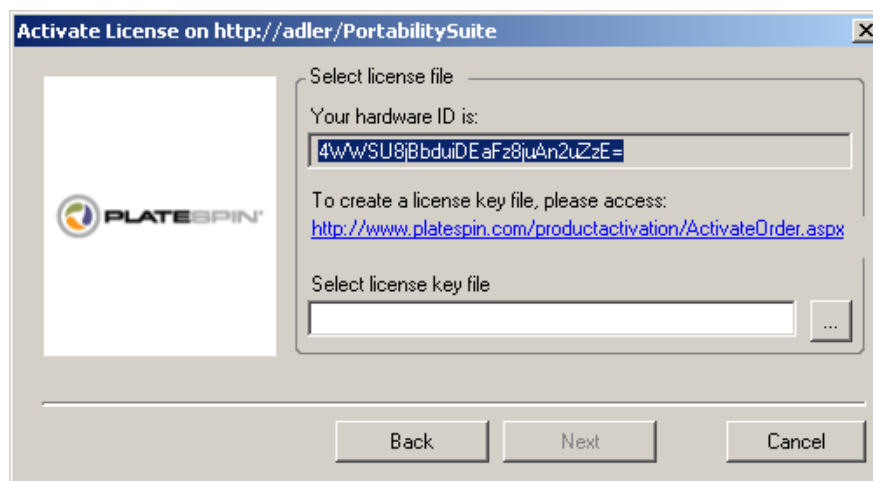 Activate License on http://adler/PortabilitySuite
Select license file
Your hardware ID is:
4WWSU8jBbduiDEaFz8juAn2uZzE=
PLATESPIN
To create a license key file, please access:
http://www.platespin.com/productactivation/ActivateOrder.aspx
Select license key file
...
Back Next Cancel